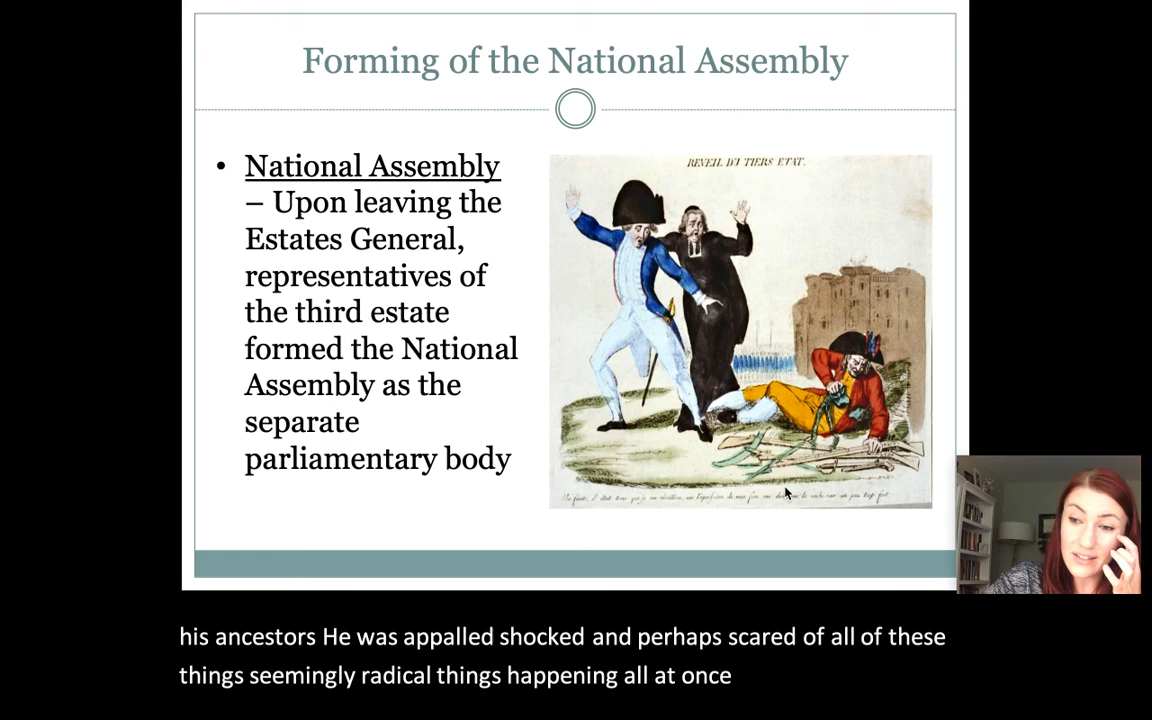 Forming of the National Assembly
• National Assembly
– Upon leaving the
Estates General,
representatives of
the third estate
formed the National
Assembly as the
separate
parliamentary body
REVEIL DU TIERS ETAT.
his ancestors He was appalled shocked and perhaps scared of all of these
things seemingly radical things happening all at once